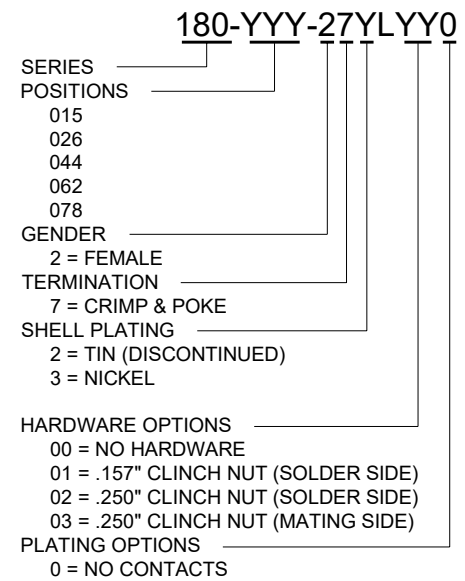 180-YYY-27YLYY0
SERIES
POSITIONS
015
026
044
062
078
GENDER
2 = FEMALE
TERMINATION
7 = CRIMP & POKE
SHELL PLATING
2 = TIN (DISCONTINUED)
3 = NICKEL
HARDWARE OPTIONS
00 = NO HARDWARE
01 = .157" CLINCH NUT (SOLDER SIDE)
02 = .250" CLINCH NUT (SOLDER SIDE)
03 = .250" CLINCH NUT (MATING SIDE)
PLATING OPTIONS
0 = NO CONTACTS